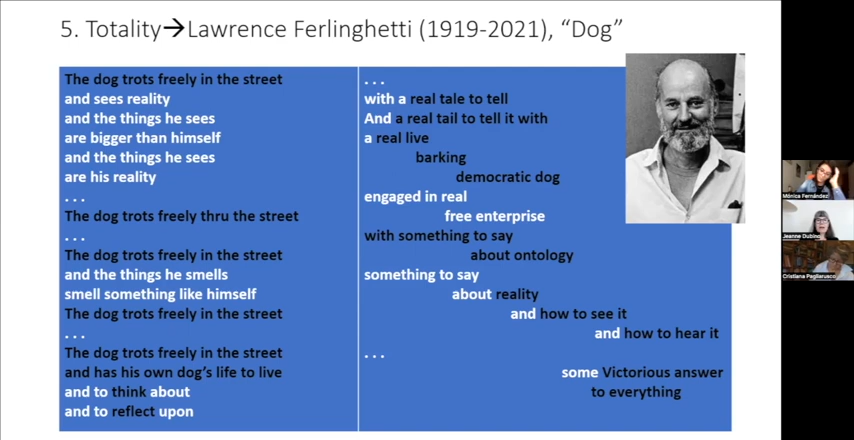 5. Totality→Lawrence Ferlinghetti (1919-2021), “Dog”
The dog trots freely in the street
and sees reality
and the things he sees
are bigger than himself
and the things he sees
are his reality
. . .
The dog trots freely thru the street
. . .
The dog trots freely in the street
and the things he smells
smell something like himself
The dog trots freely in the street
. . .
The dog trots freely in the street
and has his own dog’s life to live
and to think about
and to reflect upon
. . .
with a real tale to tell
And a real tail to tell it with
a real live
barking
democratic dog
engaged in real
free enterprise
with something to say
about ontology
something to say
about reality
and how to see it
and how to hear it
. . .
some Victorious answer
to everything
Mónica Fernández
Jeanne Dubino
Cristiana Pagliarusco